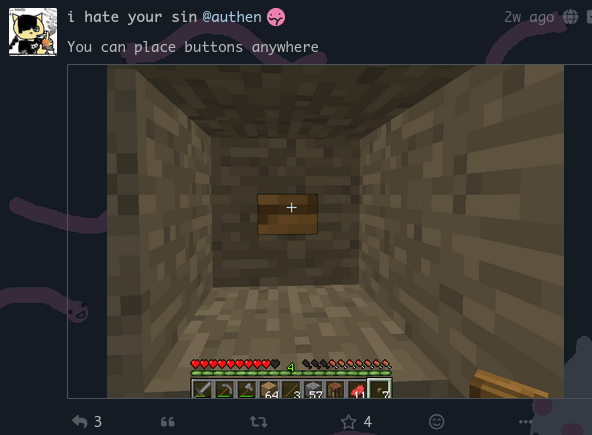 i hate your sin @authen 2w ago
You can place buttons anywhere
4
64 3 57 11 7
3 4